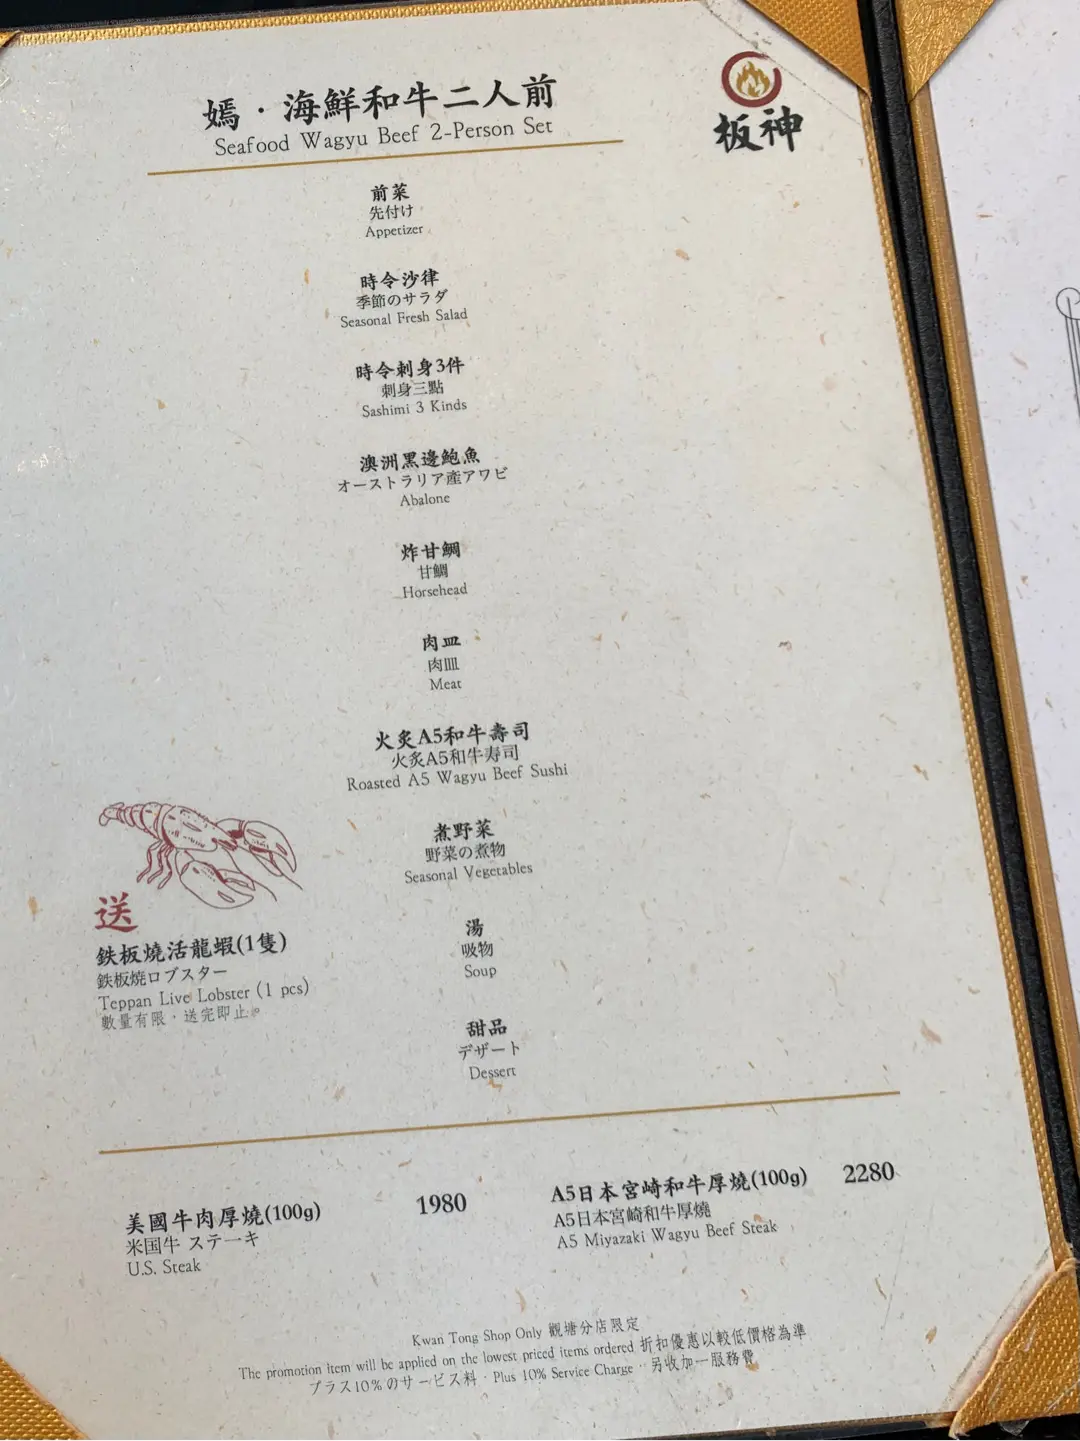 嫣・海鮮和牛二人前
Seafood Wagyu Beef 2-Person Set
板神
前菜
先付け
Appetizer
時令沙律
季節のサラダ
Seasonal Fresh Salad
時令刺身3件
刺身三點
Sashimi 3 Kinds
澳洲黑邊鮑魚
オーストラリア產アワビ
Abalone
炸甘鯛
甘鯛
Horsehead
肉皿
肉皿
Meat
火炙A5和牛壽司
火炙A5和牛寿司
Roasted A5 Wagyu Beef Sushi
煮野菜
野菜の煮物
Seasonal Vegetables
湯
吸物
Soup
甜品
デザート
Dessert
送
鉄板燒活龍蝦(1隻)
鉄板焼ロブスター
Teppan Live Lobster (1 pcs)
數量有限・送完即止。
美國牛肉厚燒(100g) 1980
米国牛 ステーキ
U.S. Steak
A5日本宮崎和牛厚燒(100g) 2280
A5日本宮崎和牛厚燒
A5 Miyazaki Wagyu Beef Steak
Kwan Tong Shop Only 觀塘分店限定
The promotion item will be applied on the lowest priced items ordered 折扣優惠以較低價格為準
プラス10%のサービス料・Plus 10% Service Charge・另收加一服務費